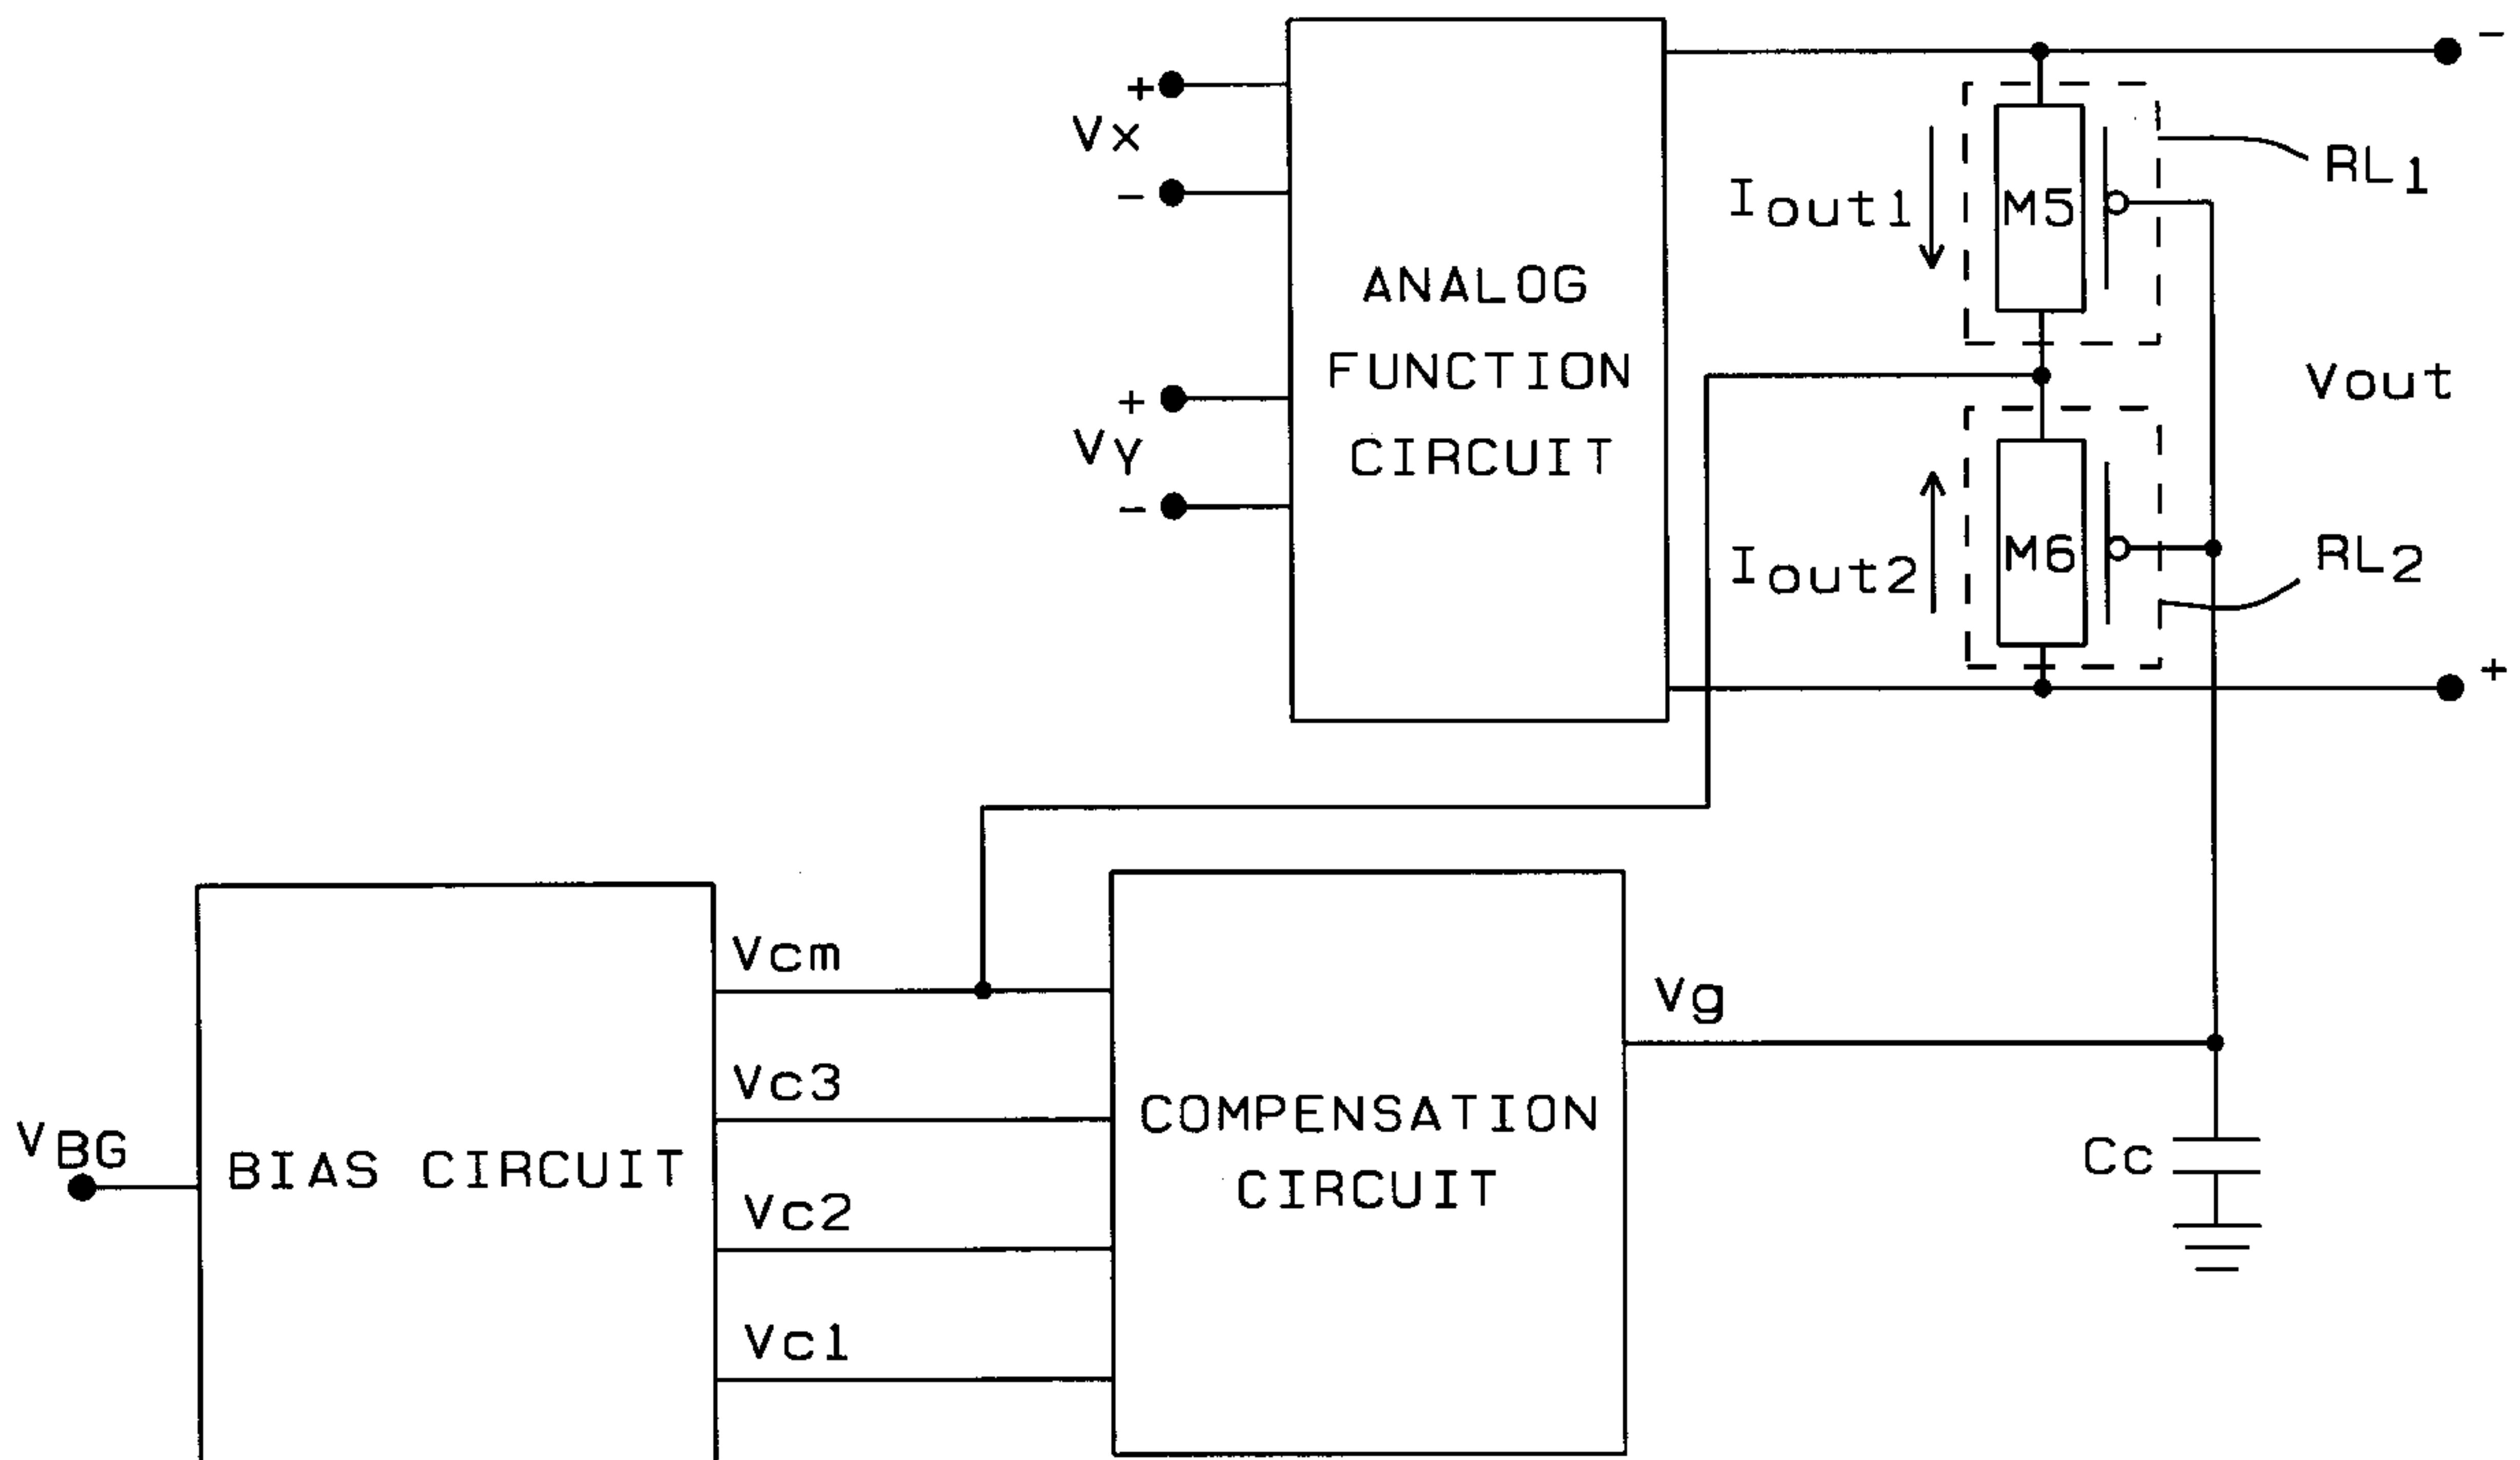 -
+
Vx
-
RL1
Iout1
M5
ANALOG
FUNCTION
CIRCUIT
Vout
+
VY
-
Iout2
M6
RL2
+
Vcm
Vg
Vc3
VBG
BIAS CIRCUIT
COMPENSATION
CIRCUIT
Cc
Vc2
Vc1